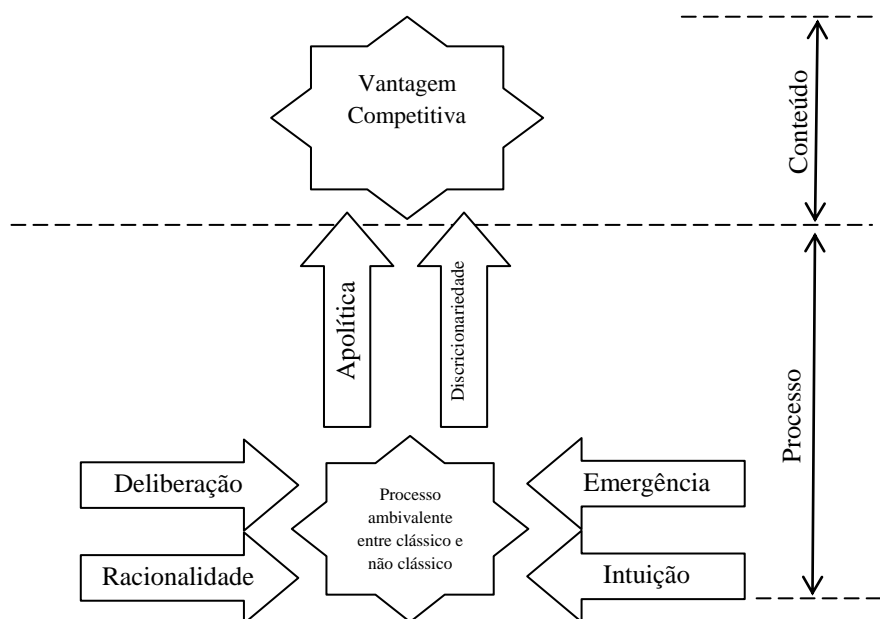 Vantagem
Competitiva
Conteúdo
Apolítica
Discricionariedade
Processo
Deliberação
Racionalidade
Processo
ambivalente
entre clássico e
não clássico
Emergência
Intuição